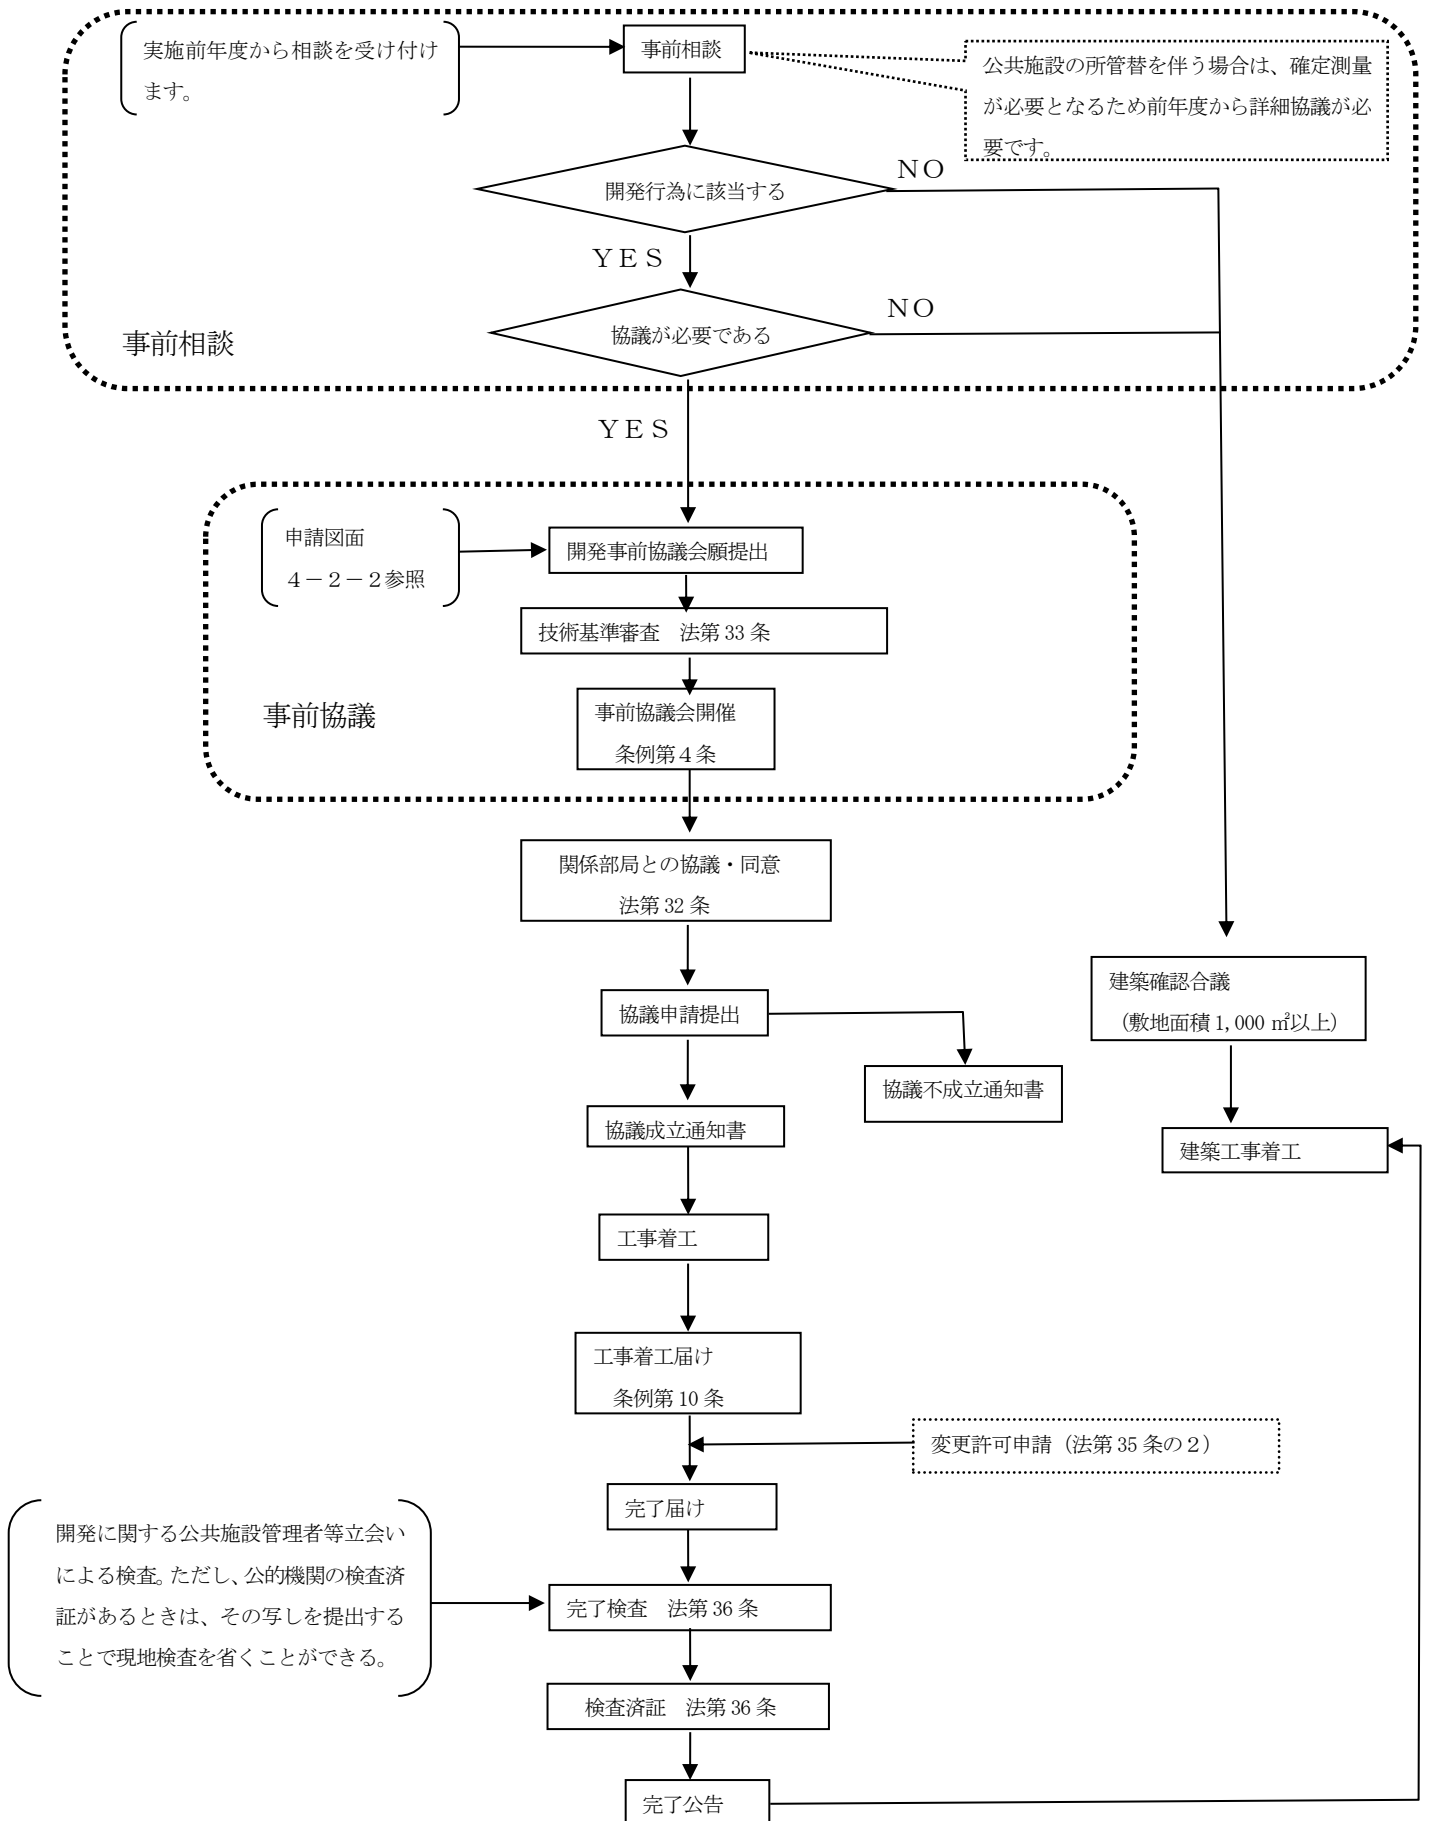 実施前年度から相談を受け付け
ます。
事前相談
公共施設の所管替を伴う場合は、確定測量
が必要となるため前年度から詳細協議が必
要です。
開発行為に該当する
NO
YES
協議が必要である
NO
事前相談
YES
申請図面
4-2-2参照
開発事前協議会願提出
技術基準審査　法第33条
事前協議会開催
条例第4条
事前協議
関係部局との協議・同意
法第32条
協議申請提出
建築確認合議
(敷地面積1,000㎡以上)
協議不成立通知書
協議成立通知書
建築工事着工
工事着工
工事着工届け
条例第10条
変更許可申請(法第35条の2)
完了届け
開発に関する公共施設管理者等立会い
による検査。ただし、公的機関の検査済
証があるときは、その写しを提出する
ことで現地検査を省くことができる。
完了検査　法第36条
検査済証　法第36条
完了公告